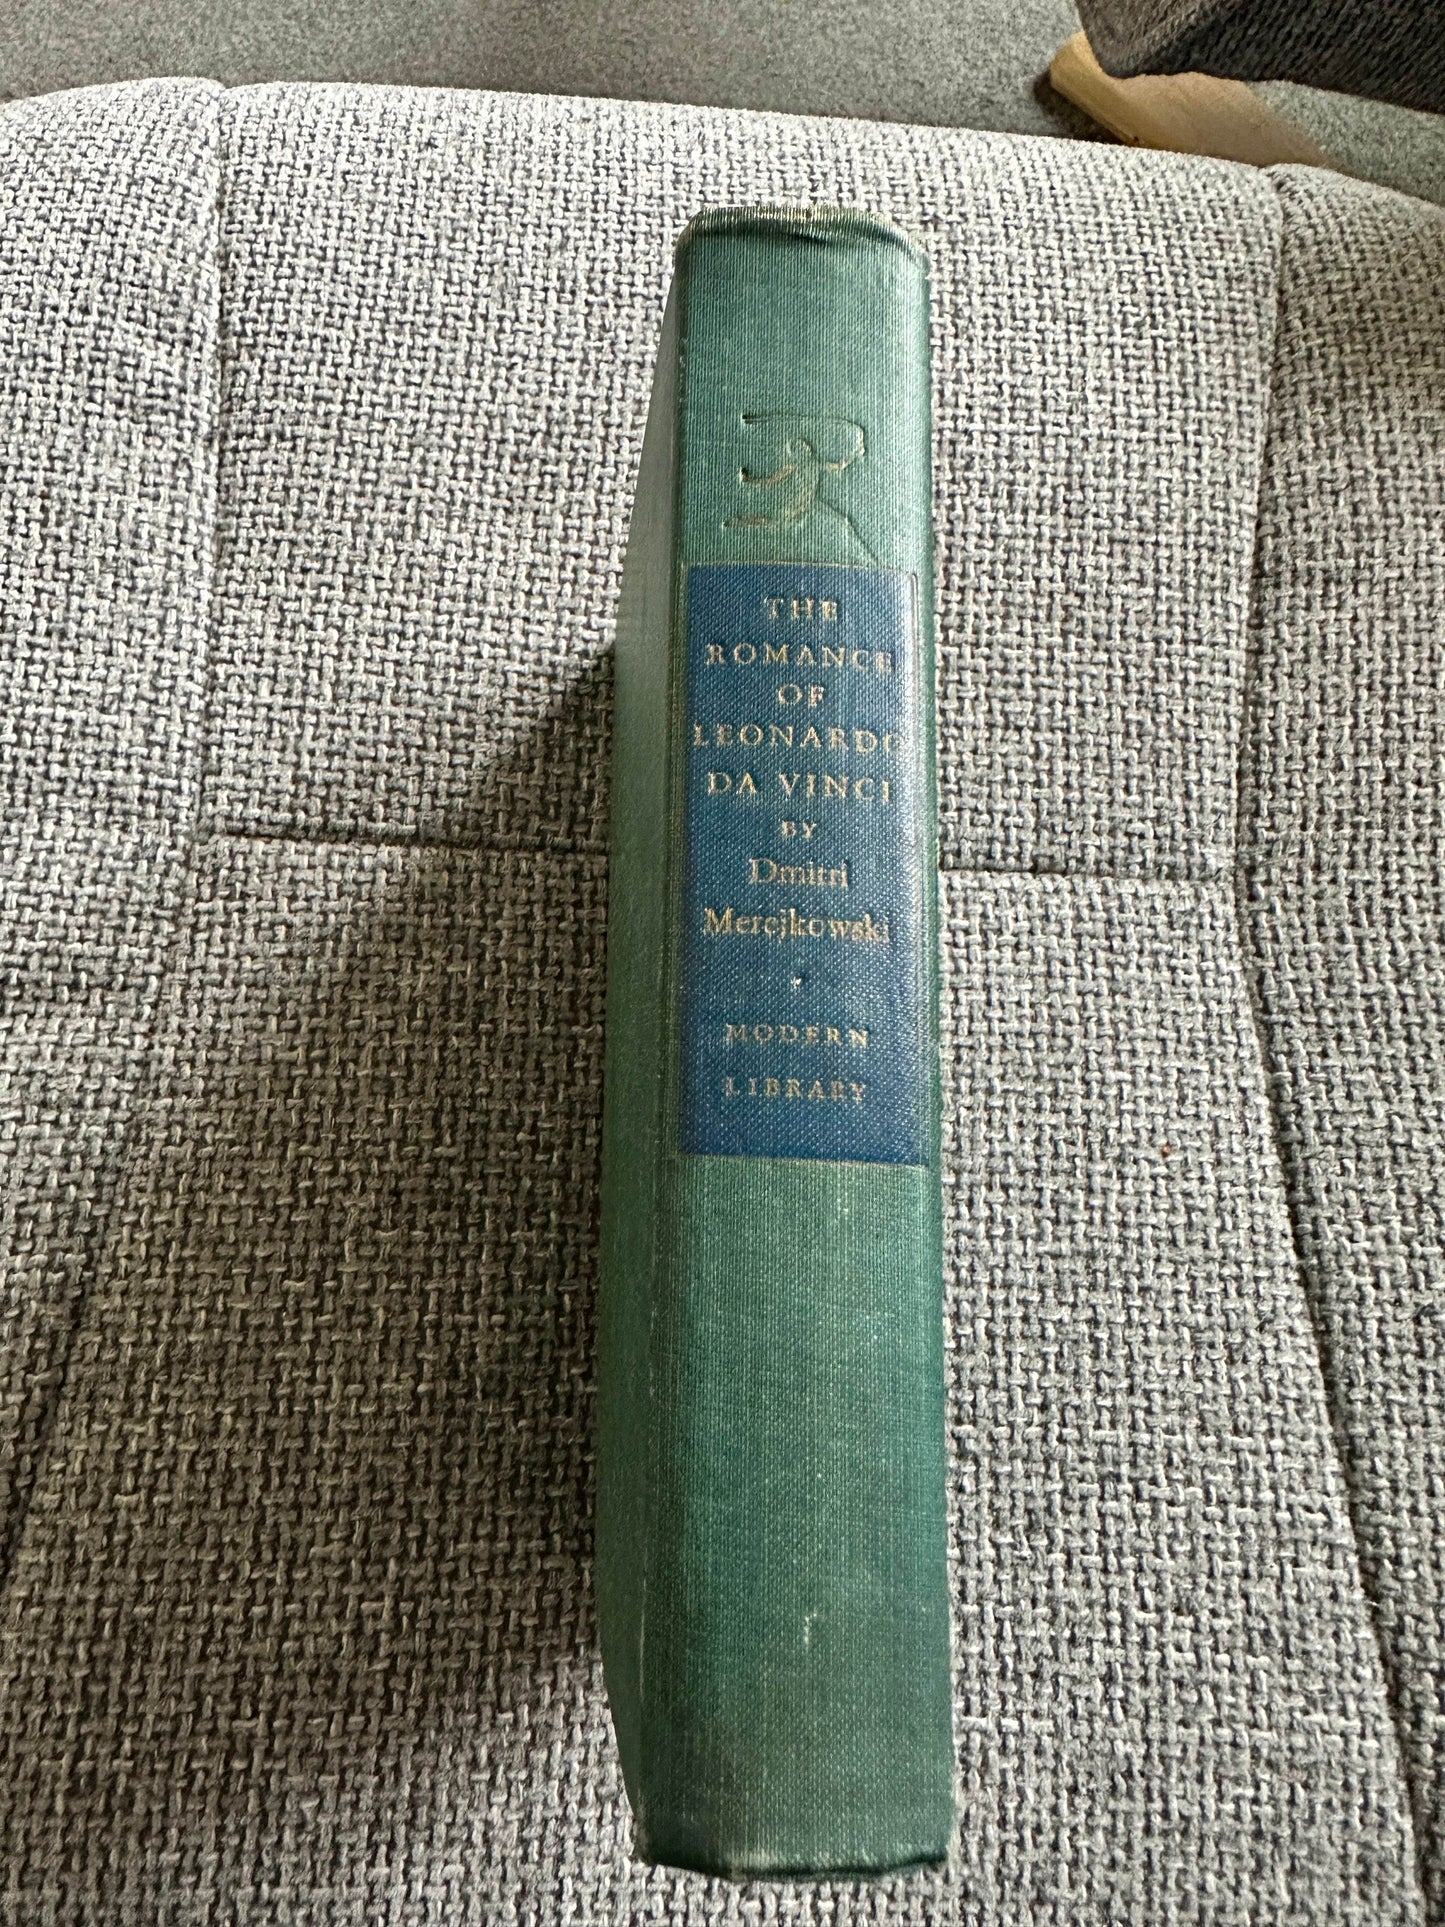 THE
ROMANCE
OF
LEONARDO
DA VINCI
BY
Dmitri
Merejkowski
MODERN
LIBRARY